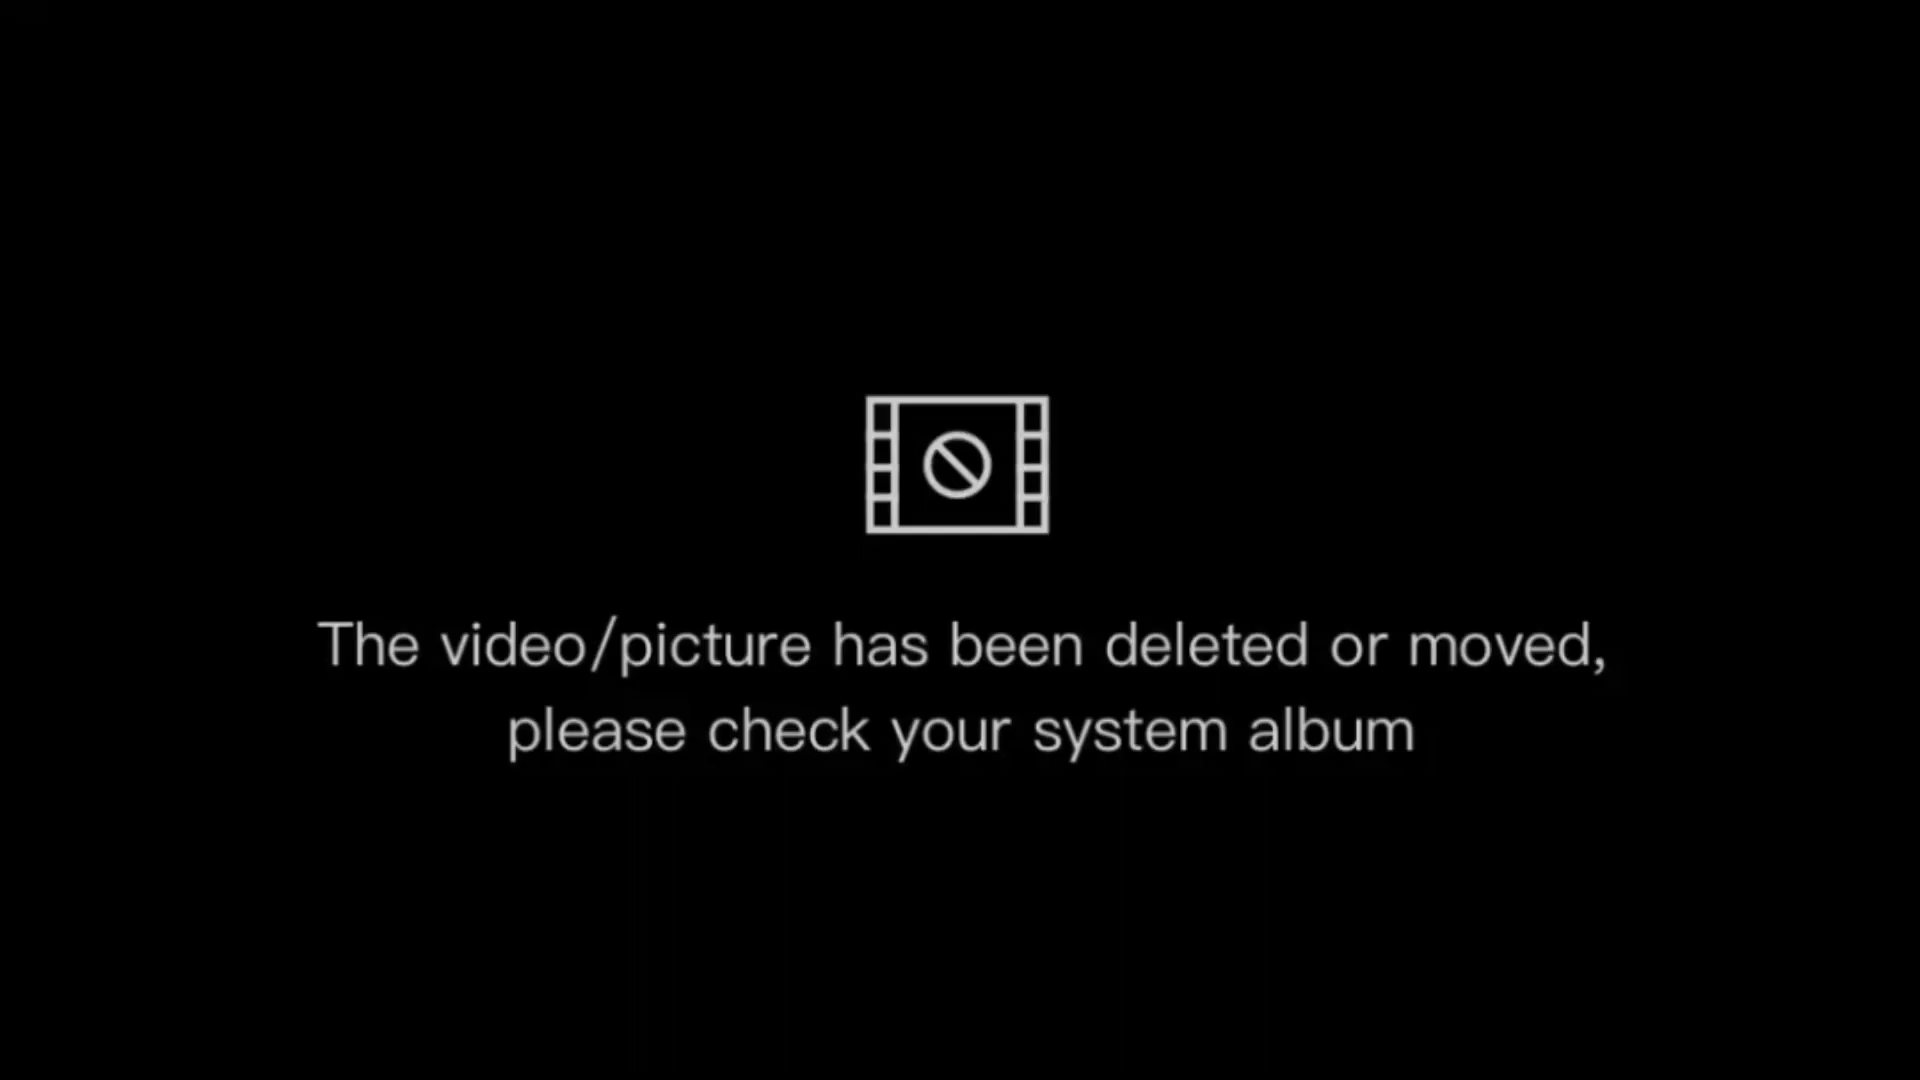 The video/picture has been deleted or moved,
please check your system album